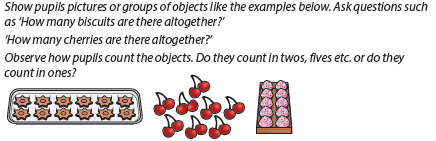 Show pupils pictures or groups of objects like the examples below. Ask questions such
as ‘How many biscuits are there altogether?’
‘How many cherries are there altogether?’
Observe how pupils count the objects. Do they count in twos, fives etc. or do they
count in ones?